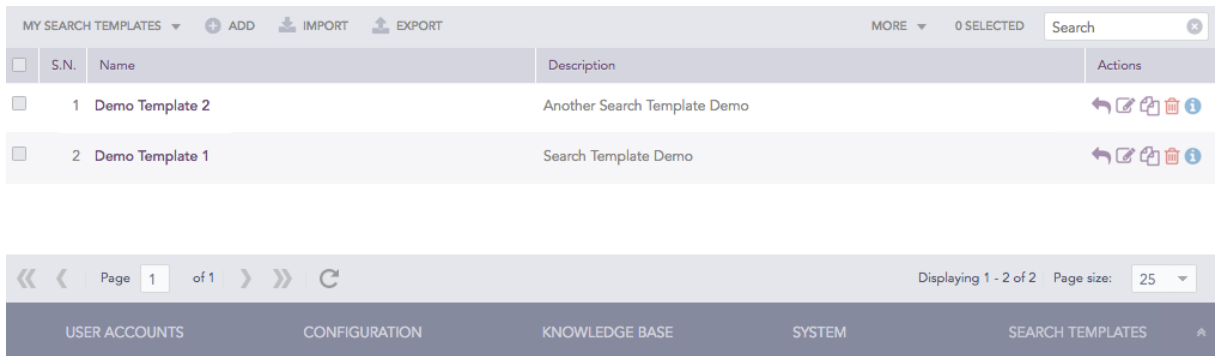 MY SEARCH TEMPLATES ADD IMPORT EXPORT MORE 0 SELECTED Search
S.N. Name Description Actions
1 Demo Template 2 Another Search Template Demo
2 Demo Template 1 Search Template Demo
Page 1 of 1 Displaying 1 - 2 of 2 Page size: 25
USER ACCOUNTS CONFIGURATION KNOWLEDGE BASE SYSTEM SEARCH TEMPLATES